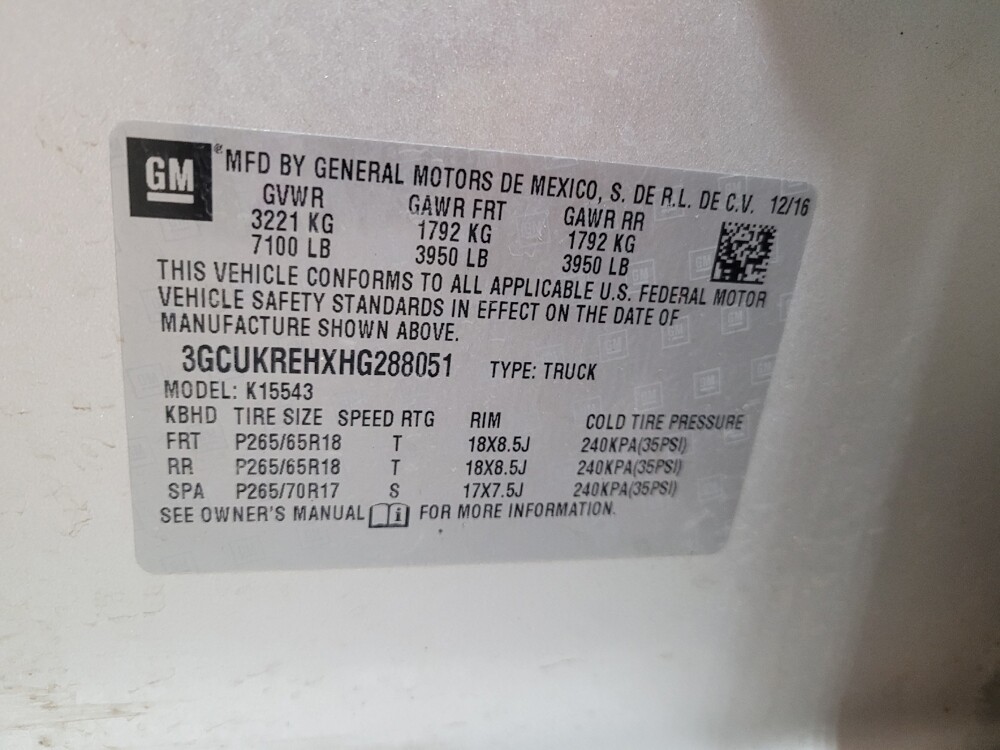 GM ® MFD BY GENERAL MOTORS DE MEXICO, S. DE R.L. DE C.V. 12/16
GVWR GAWR FRT GAWR RR
3221 KG 1792 KG 1792 KG
7100 LB 3950 LB 3950 LB
THIS VEHICLE CONFORMS TO ALL APPLICABLE U.S. FEDERAL MOTOR
VEHICLE SAFETY STANDARDS IN EFFECT ON THE DATE OF
MANUFACTURE SHOWN ABOVE.
3GCUKREHXHG288051 TYPE: TRUCK
MODEL: K15543
KBHD TIRE SIZE SPEED RTG RIM COLD TIRE PRESSURE
FRT P265/65R18 T 18X8.5J 240KPA(35PSI)
RR P265/65R18 T 18X8.5J 240KPA(35PSI)
SPA P265/70R17 S 17X7.5J 240KPA(35PSI)
SEE OWNER'S MANUAL i FOR MORE INFORMATION.